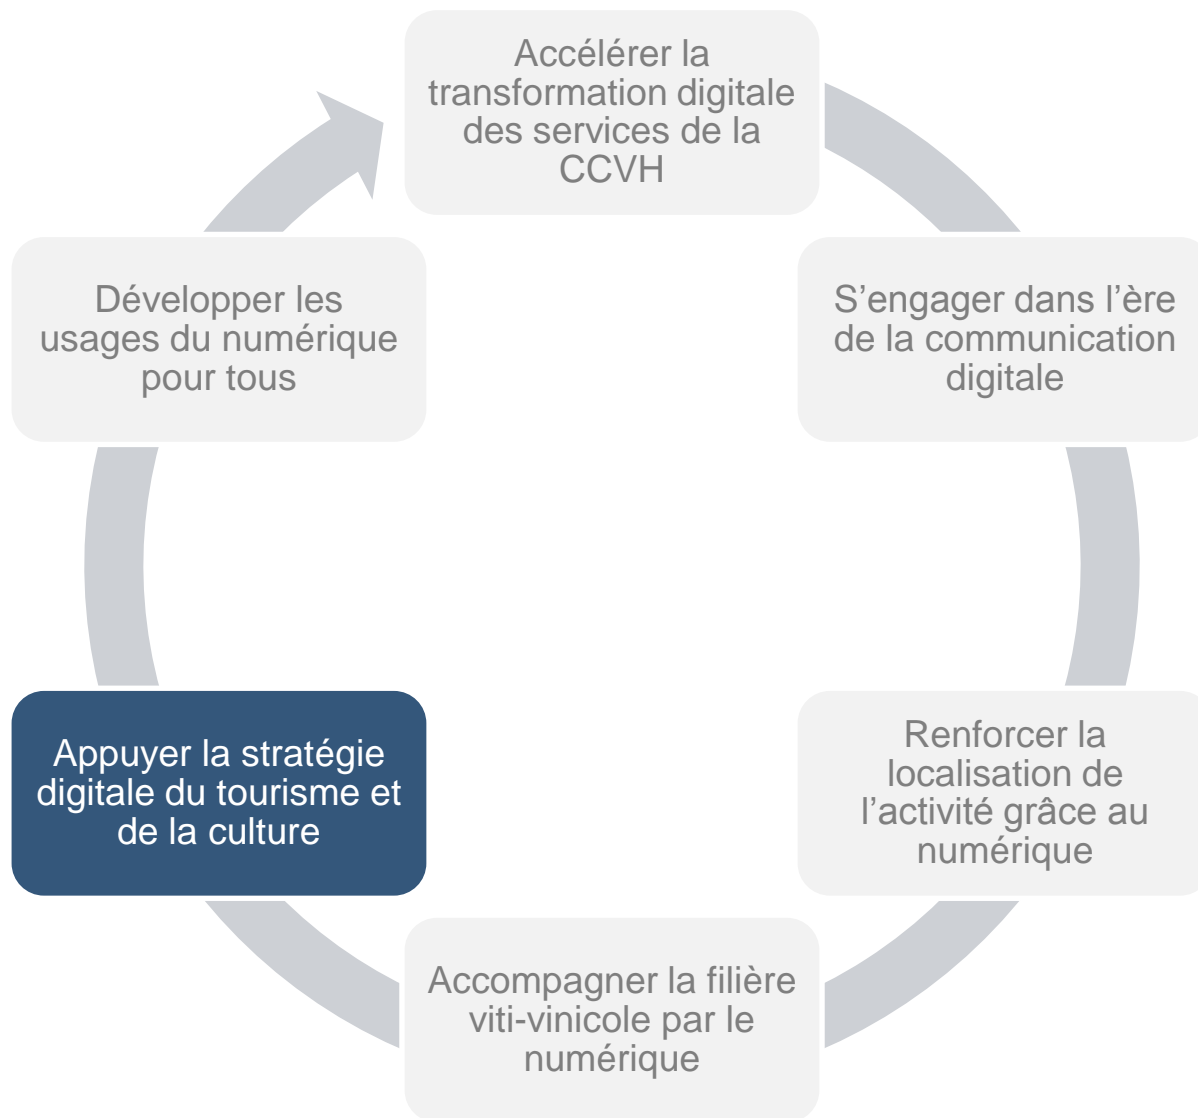 Accélérer la
transformation digitale
des services de la
CCVH
S’engager dans l’ère
de la communication
digitale
Renforcer la
localisation de
l’activité grâce au
numérique
Accompagner la filière
viti-vinicole par le
numérique
Appuyer la stratégie
digitale du tourisme et
de la culture
Développer les
usages du numérique
pour tous